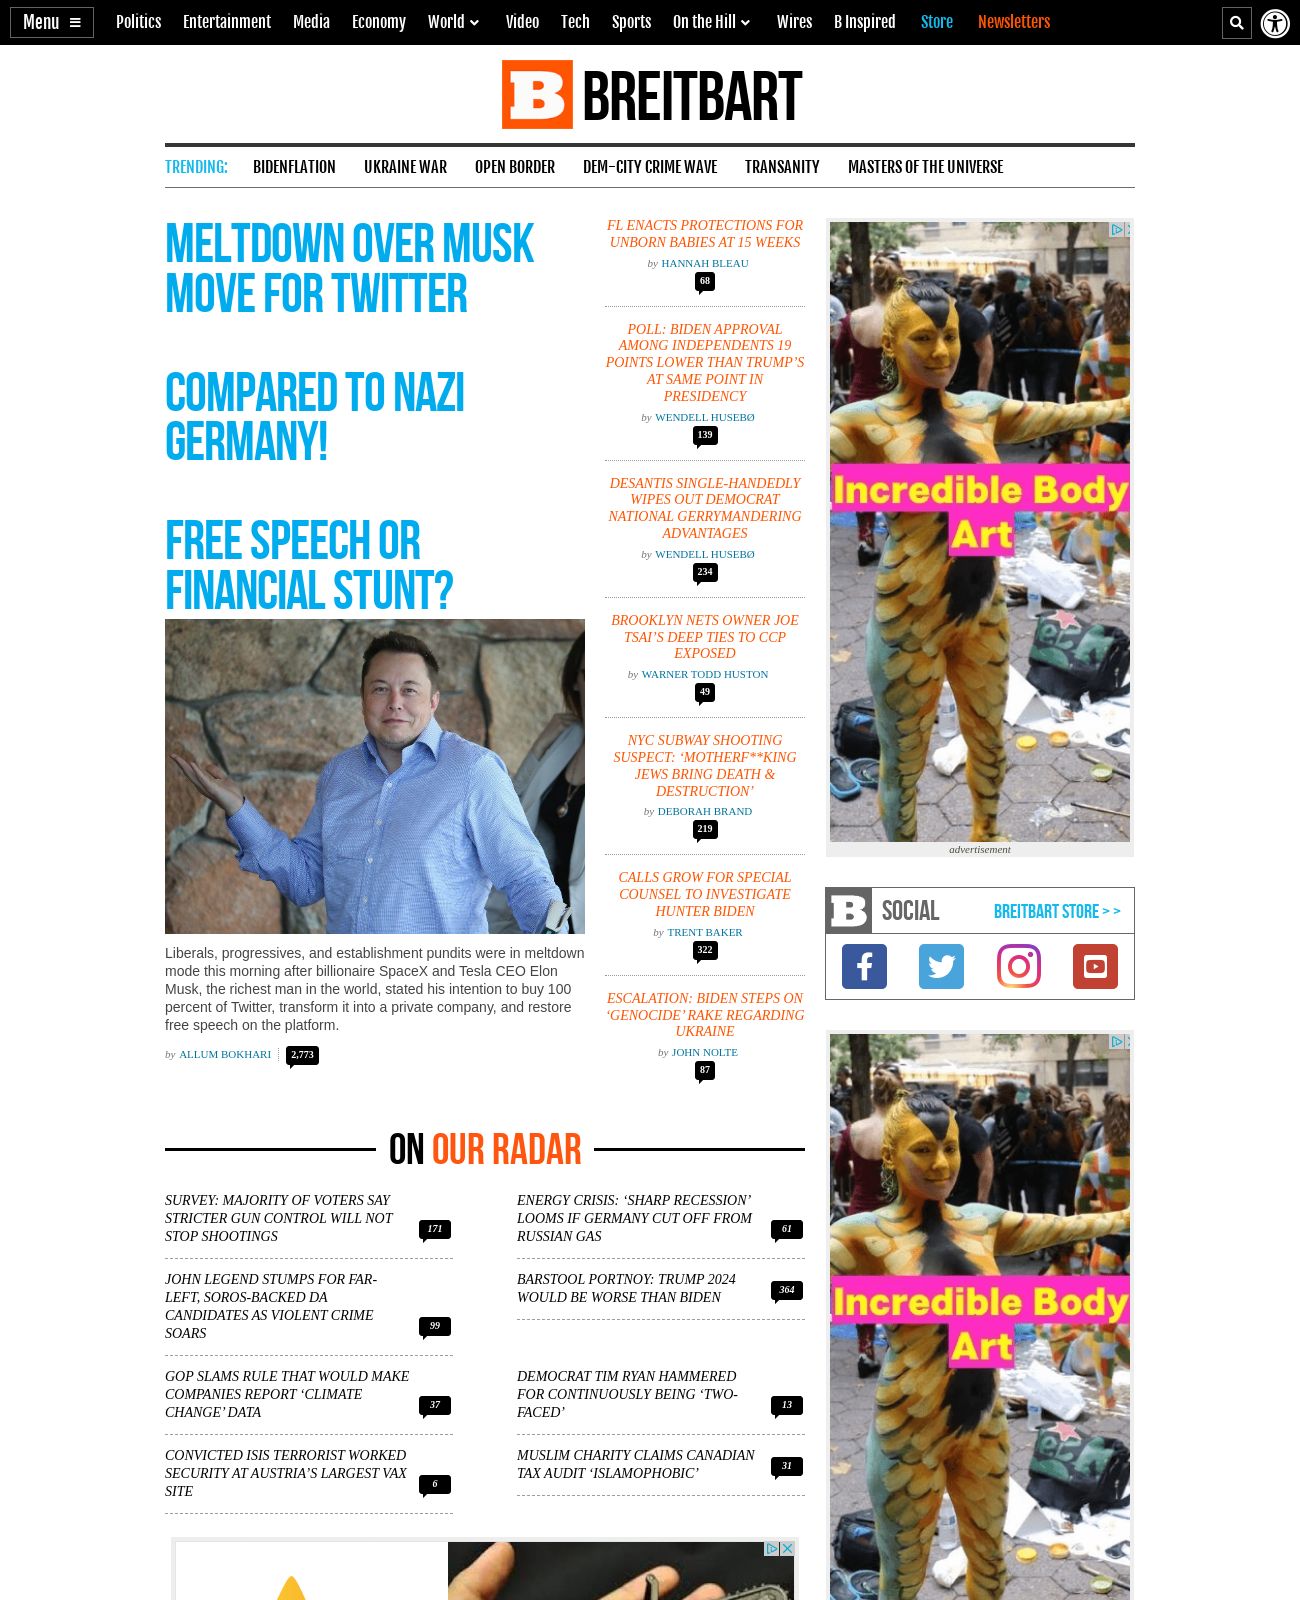 Menu
Politics
Entertainment
Media
Economy
World
Video
Tech
Sports
On the Hill
Wires
B Inspired
Store
Newsletters
B BREITBART
TRENDING:
BIDENFLATION
UKRAINE WAR
OPEN BORDER
DEM-CITY CRIME WAVE
TRANSANITY
MASTERS OF THE UNIVERSE
MELTDOWN OVER MUSK
MOVE FOR TWITTER
COMPARED TO NAZI
GERMANY!
FREE SPEECH OR
FINANCIAL STUNT?
Liberals, progressives, and establishment pundits were in meltdown
mode this morning after billionaire SpaceX and Tesla CEO Elon
Musk, the richest man in the world, stated his intention to buy 100
percent of Twitter, transform it into a private company, and restore
free speech on the platform.
by ALLUM BOKHARI
2,773
FL ENACTS PROTECTIONS FOR
UNBORN BABIES AT 15 WEEKS
by HANNAH BLEAU
68
POLL: BIDEN APPROVAL
AMONG INDEPENDENTS 19
POINTS LOWER THAN TRUMP’S
AT SAME POINT IN
PRESIDENCY
by WENDELL HUSEBØ
139
DESANTIS SINGLE-HANDEDLY
WIPES OUT DEMOCRAT
NATIONAL GERRYMANDERING
ADVANTAGES
by WENDELL HUSEBØ
234
BROOKLYN NETS OWNER JOE
TSAI’S DEEP TIES TO CCP
EXPOSED
by WARNER TODD HUSTON
49
NYC SUBWAY SHOOTING
SUSPECT: ‘MOTHERF**KING
JEWS BRING DEATH &
DESTRUCTION’
by DEBORAH BRAND
219
CALLS GROW FOR SPECIAL
COUNSEL TO INVESTIGATE
HUNTER BIDEN
by TRENT BAKER
322
ESCALATION: BIDEN STEPS ON
‘GENOCIDE’ RAKE REGARDING
UKRAINE
by JOHN NOLTE
87
Incredible Body
Art
advertisement
B SOCIAL
BREITBART STORE > >
Incredible Body
Art
ON OUR RADAR
SURVEY: MAJORITY OF VOTERS SAY
STRICTER GUN CONTROL WILL NOT
STOP SHOOTINGS
171
ENERGY CRISIS: ‘SHARP RECESSION’
LOOMS IF GERMANY CUT OFF FROM
RUSSIAN GAS
61
JOHN LEGEND STUMPS FOR FAR-
LEFT, SOROS-BACKED DA
CANDIDATES AS VIOLENT CRIME
SOARS
99
BARSTOOL PORTNOY: TRUMP 2024
WOULD BE WORSE THAN BIDEN
364
GOP SLAMS RULE THAT WOULD MAKE
COMPANIES REPORT ‘CLIMATE
CHANGE’ DATA
37
DEMOCRAT TIM RYAN HAMMERED
FOR CONTINUOUSLY BEING ‘TWO-
FACED’
13
CONVICTED ISIS TERRORIST WORKED
SECURITY AT AUSTRIA’S LARGEST VAX
SITE
6
MUSLIM CHARITY CLAIMS CANADIAN
TAX AUDIT ‘ISLAMOPHOBIC’
31